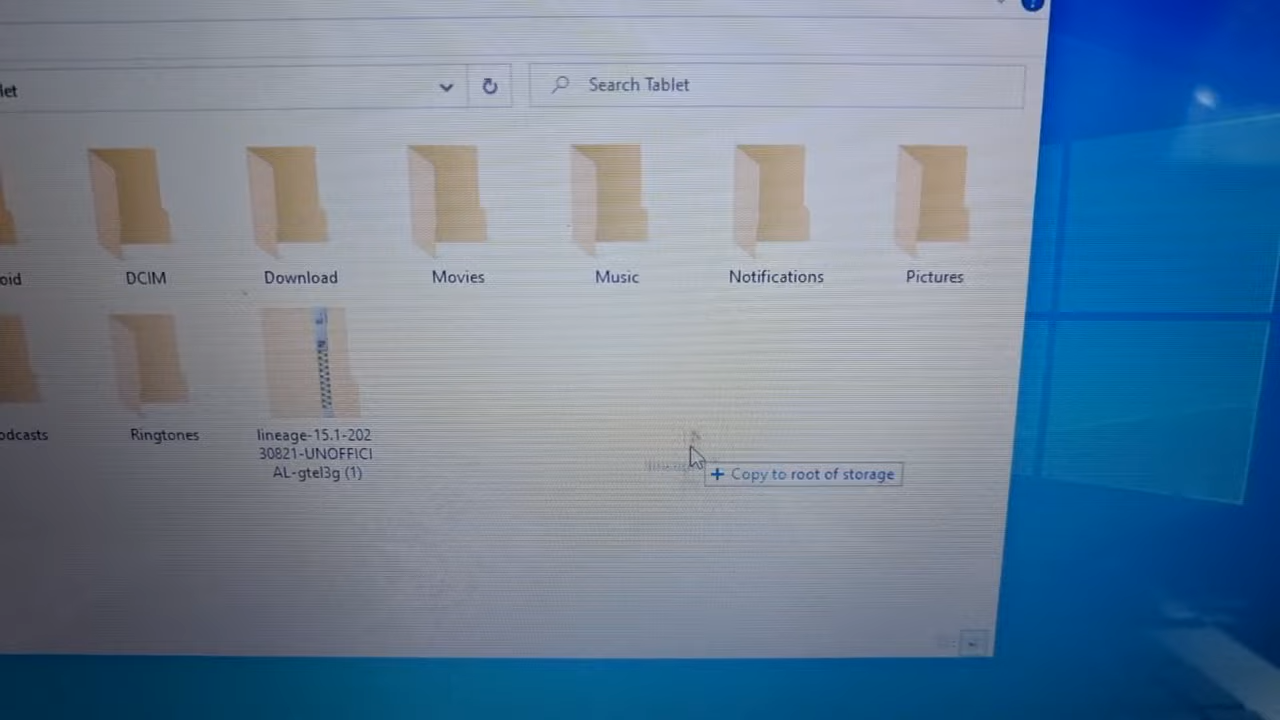 let
Search Tablet
oid
DCIM
Download
Movies
Music
Notifications
Pictures
odcasts
Ringtones
lineage-15.1-202
30821-UNOFFICI
AL-gtel3g (1)
+ Copy to root of storage